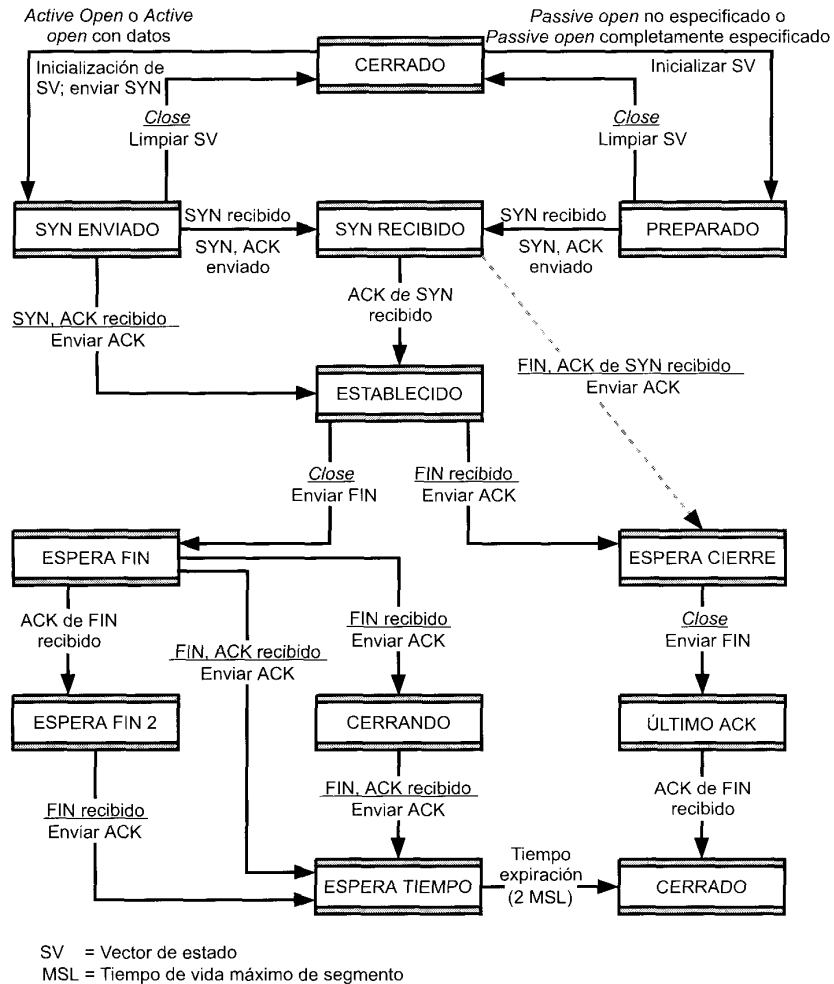 Active Open o Active
open con datos
Passive open no especificado o
Passive open completamente especificado
CERRADO
Inicialización de
SV; enviar SYN
Inicializar SV
Close
Limpiar SV
Close
Limpiar SV
SYN ENVIADO
SYN recibido
SYN, ACK
enviado
SYN RECIBIDO
SYN recibido
SYN, ACK
enviado
PREPARADO
SYN, ACK recibido
Enviar ACK
ACK de SYN
recibido
FIN, ACK de SYN recibido
Enviar ACK
ESTABLECIDO
Close
Enviar FIN
FIN recibido
Enviar ACK
ESPERA FIN
ESPERA CIERRE
ACK de FIN
recibido
FIN, ACK recibido
Enviar ACK
FIN recibido
Enviar ACK
Close
Enviar FIN
ESPERA FIN 2
CERRANDO
ÚLTIMO ACK
FIN recibido
Enviar ACK
FIN, ACK recibido
Enviar ACK
ACK de FIN
recibido
ESPERA TIEMPO
Tiempo
expiración
(2 MSL)
CERRADO
SV = Vector de estado
MSL = Tiempo de vida máximo de segmento